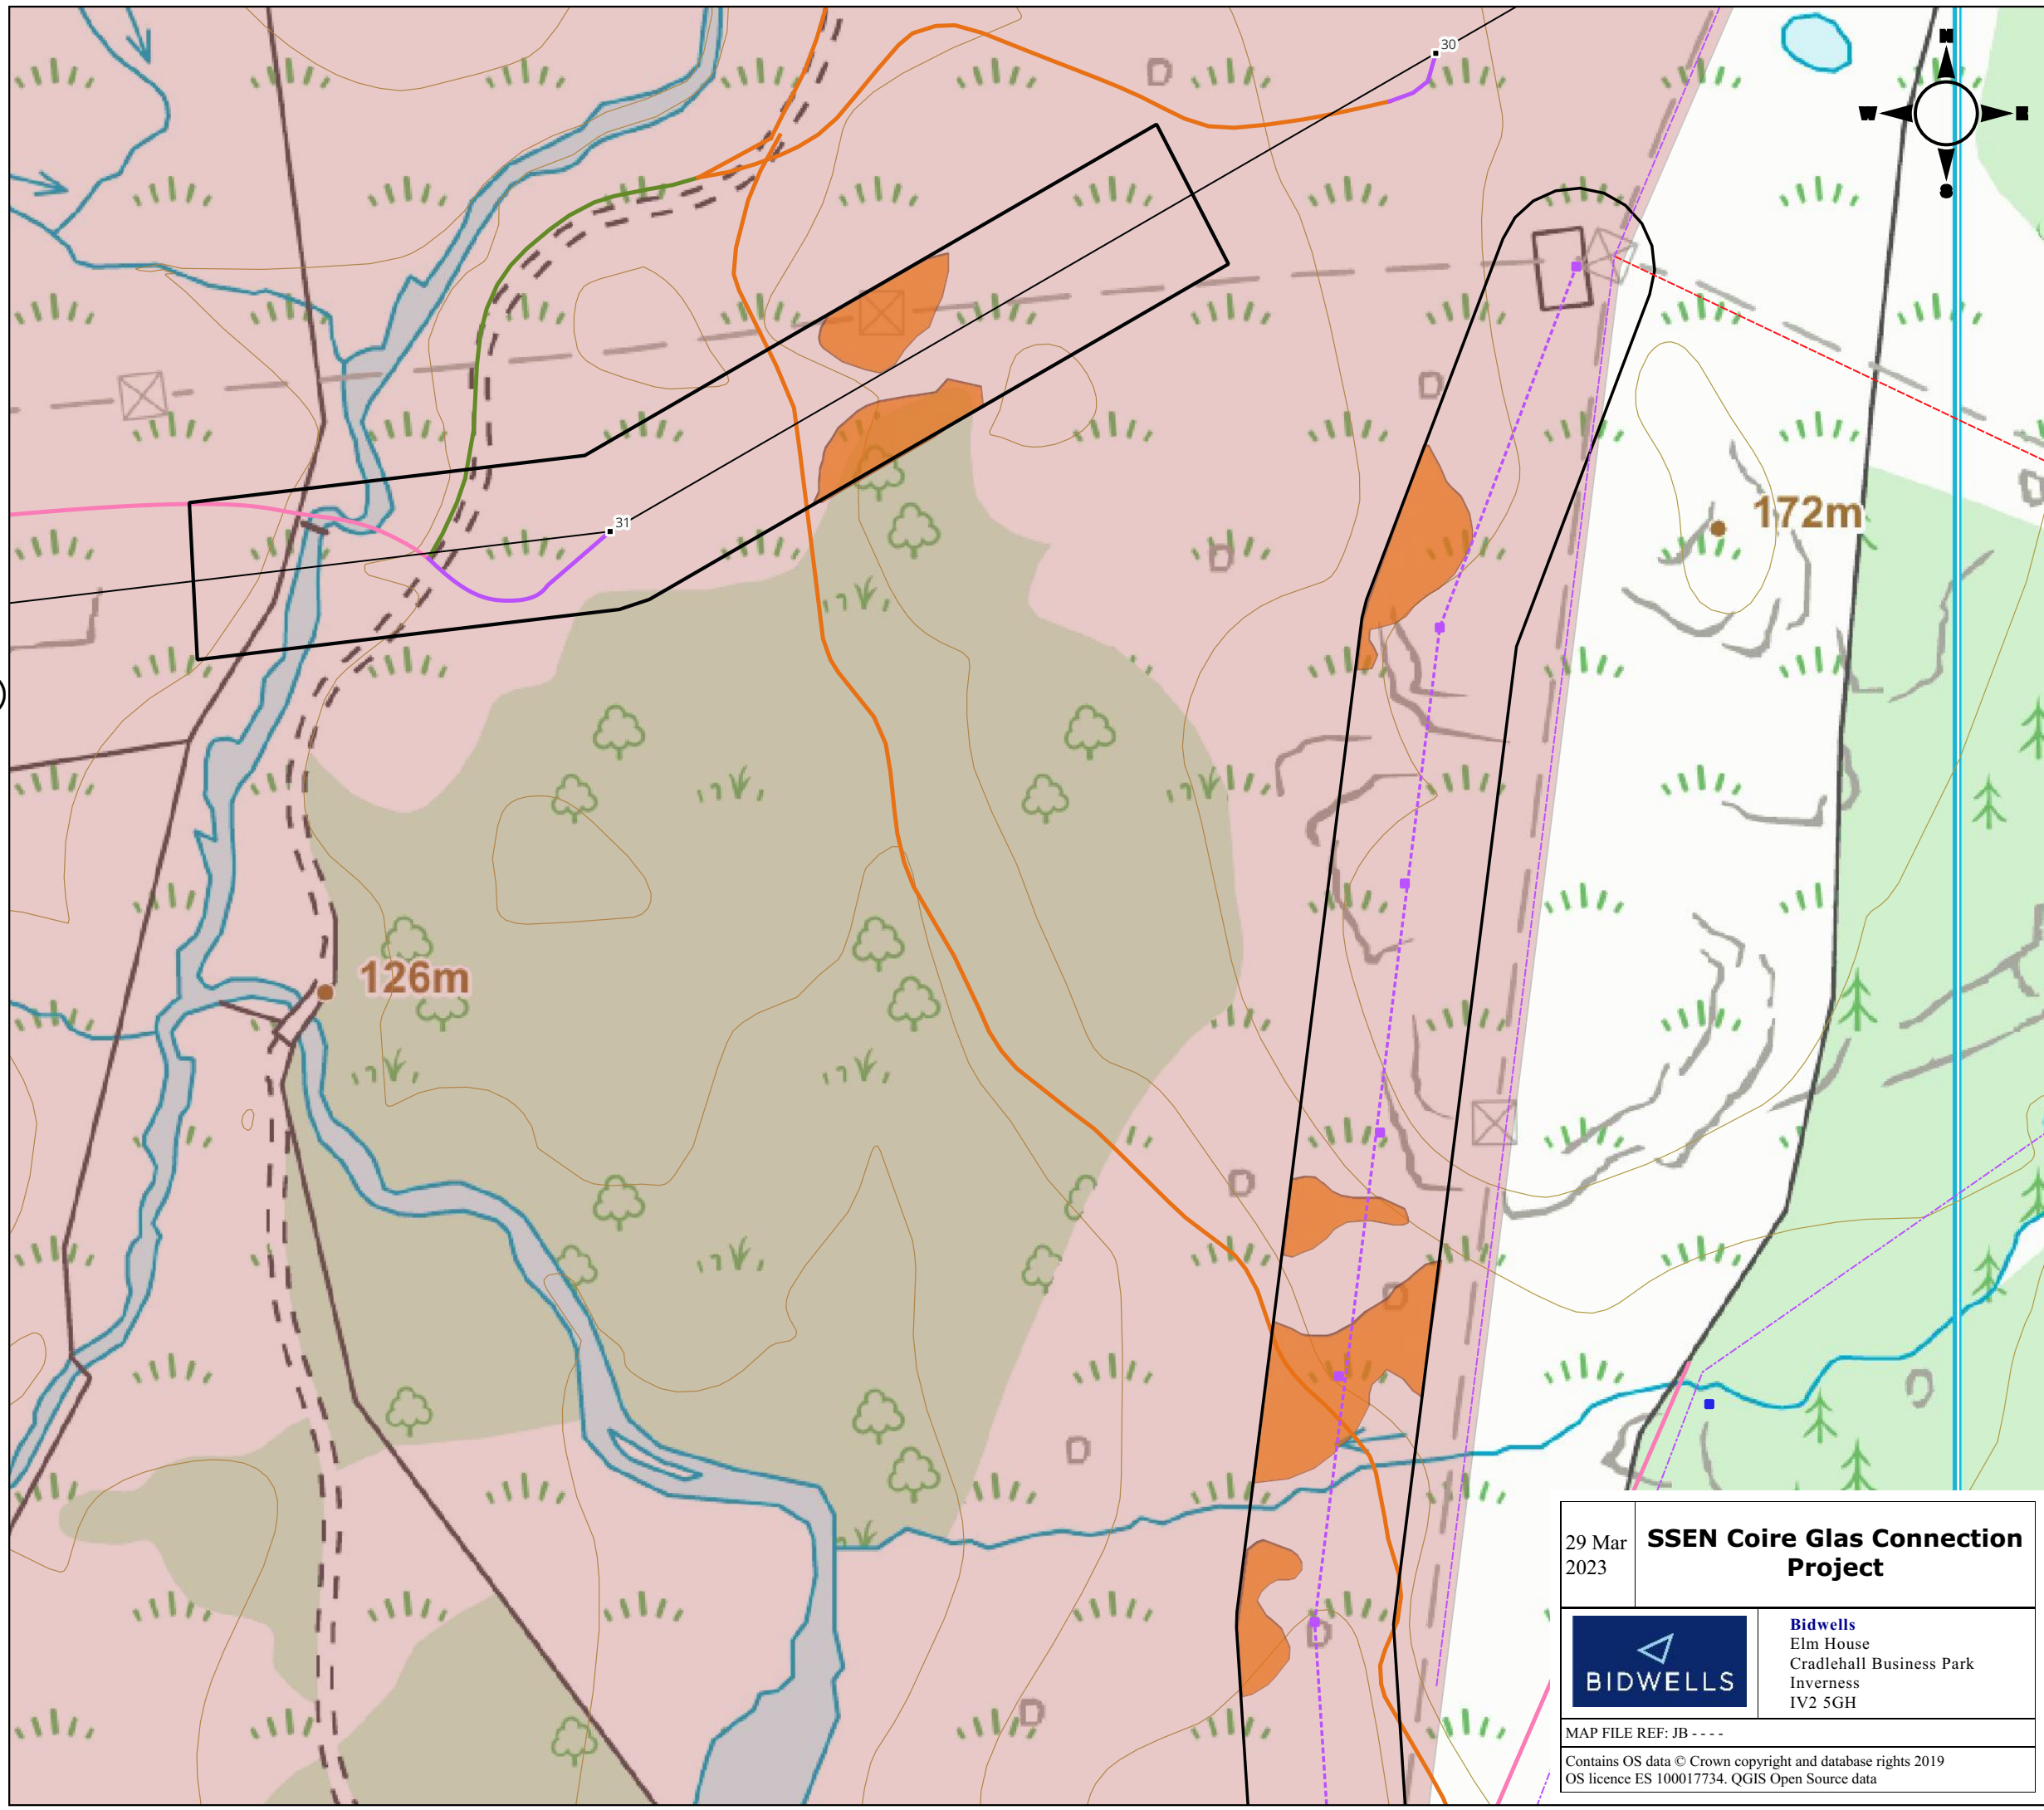 30
N
W
E
S
172m
31
126m
29 Mar
2023
SSEN Coire Glas Connection
Project
BIDWELLS
Bidwells
Elm House
Cradlehall Business Park
Inverness
IV2 5GH
MAP FILE REF: JB - - - -
Contains OS data © Crown copyright and database rights 2019
OS licence ES 100017734. QGIS Open Source data